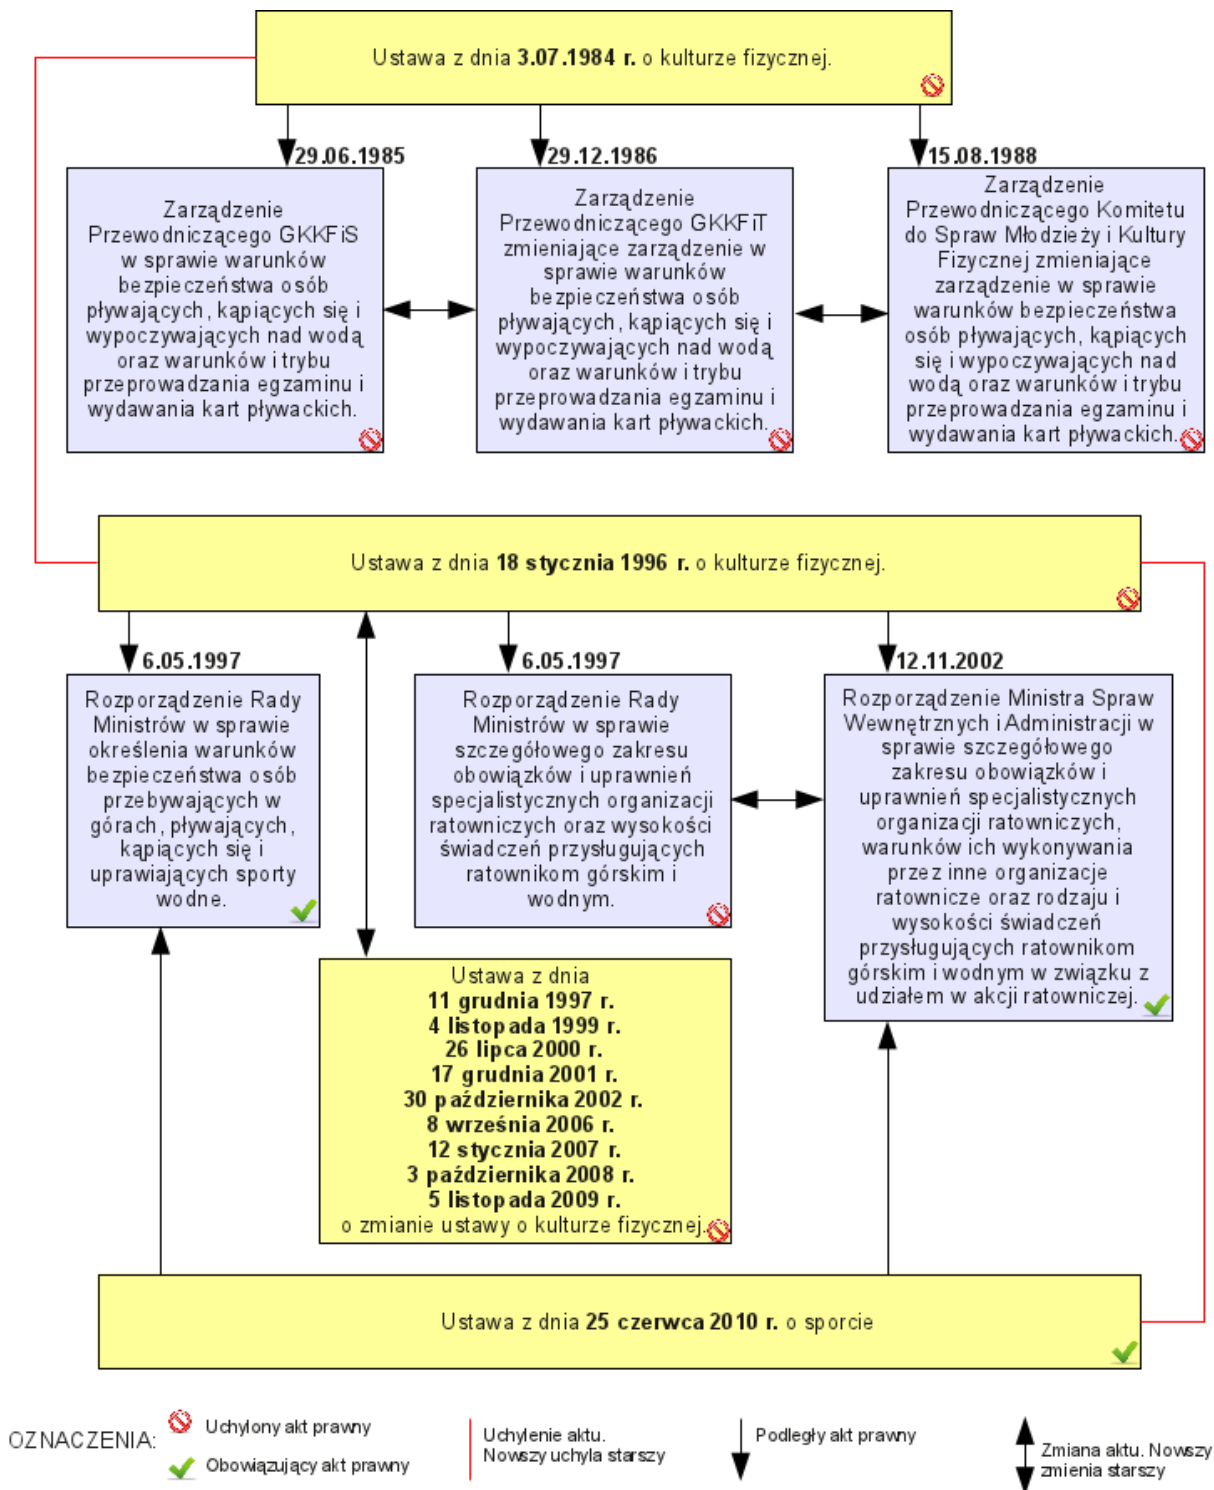 Ustawa z dnia 3.07.1984 r. o kulturze fizycznej.
29.06.1985
Zarządzenie
Przewodniczącego GKKFiS
w sprawie warunków
bezpieczeństwa osób
pływających, kąpiących się i
wypoczywających nad wodą
oraz warunków i trybu
przeprowadzania egzaminu i
wydawania kart pływackich.
29.12.1986
Zarządzenie
Przewodniczącego GKKFiT
zmieniające zarządzenie w
sprawie warunków
bezpieczeństwa osób
pływających, kąpiących się i
wypoczywających nad wodą
oraz warunków i trybu
przeprowadzania egzaminu i
wydawania kart pływackich.
15.08.1988
Zarządzenie
Przewodniczącego Komitetu
do Spraw Młodzieży i Kultury
Fizycznej zmieniające
zarządzenie w sprawie
warunków bezpieczeństwa
osób pływających, kąpiących
się i wypoczywających nad
wodą oraz warunków i trybu
przeprowadzania egzaminu i
wydawania kart pływackich.
Ustawa z dnia 18 stycznia 1996 r. o kulturze fizycznej.
6.05.1997
Rozporządzenie Rady
Ministrów w sprawie
określenia warunków
bezpieczeństwa osób
przebywających w
górach, pływających,
kąpiących się i
uprawiających sporty
wodne.
6.05.1997
Rozporządzenie Rady
Ministrów w sprawie
szczegółowego zakresu
obowiązków i uprawnień
specjalistycznych organizacji
ratowniczych oraz wysokości
świadczeń przysługujących
ratownikom górskim i
wodnym.
12.11.2002
Rozporządzenie Ministra Spraw
Wewnętrznych i Administracji w
sprawie szczegółowego
zakresu obowiązków i
uprawnień specjalistycznych
organizacji ratowniczych,
warunków ich wykonywania
przez inne organizacje
ratownicze oraz rodzaju i
wysokości świadczeń
przysługujących ratownikom
górskim i wodnym w związku z
udziałem w akcji ratowniczej.
Ustawa z dnia
11 grudnia 1997 r.
4 listopada 1999 r.
26 lipca 2000 r.
17 grudnia 2001 r.
30 października 2002 r.
8 września 2006 r.
12 stycznia 2007 r.
3 października 2008 r.
5 listopada 2009 r.
o zmianie ustawy o kulturze fizycznej.
Ustawa z dnia 25 czerwca 2010 r. o sporcie
OZNACZENIA:
Uchylony akt prawny
Obowiązujący akt prawny
Uchylenie aktu.
Nowszy uchyla starszy
Podległy akt prawny
Zmiana aktu. Nowszy
zmienia starszy